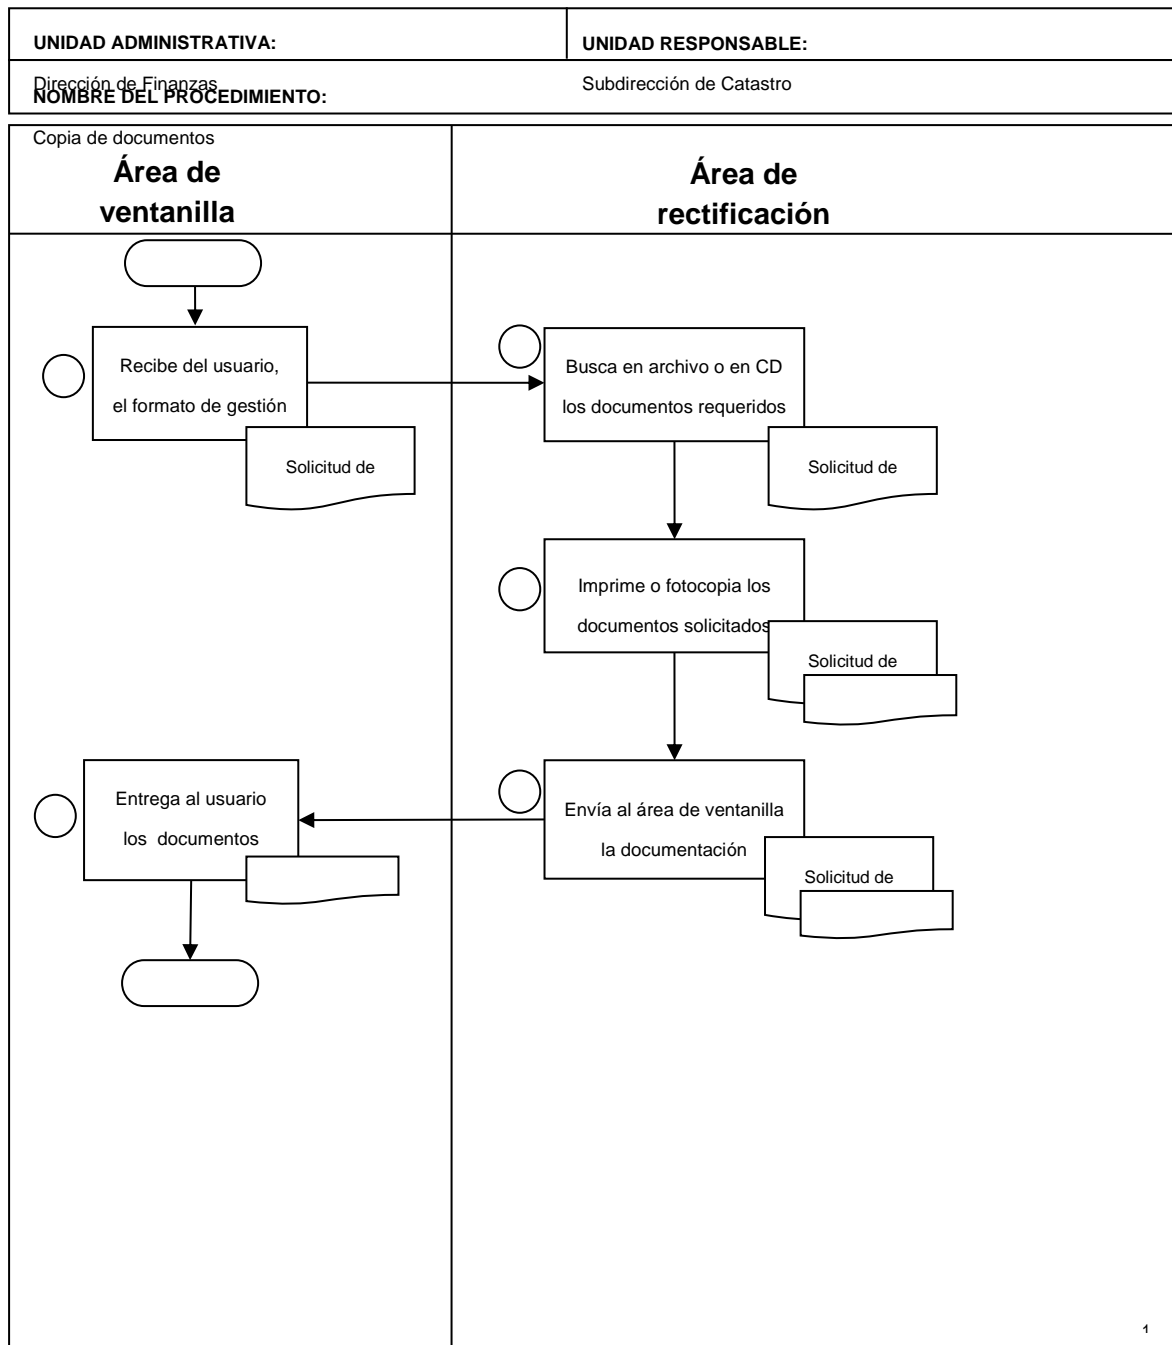 UNIDAD ADMINISTRATIVA:
UNIDAD RESPONSABLE:
Dirección de Finanzas
Subdirección de Catastro
NOMBRE DEL PROCEDIMIENTO:
Copia de documentos
Área de
ventanilla
Área de
rectificación
Recibe del usuario,
el formato de gestión
Solicitud de
Busca en archivo o en CD
los documentos requeridos
Solicitud de
Imprime o fotocopia los
documentos solicitados
Solicitud de
Envía al área de ventanilla
la documentación
Solicitud de
Entrega al usuario
los documentos
1